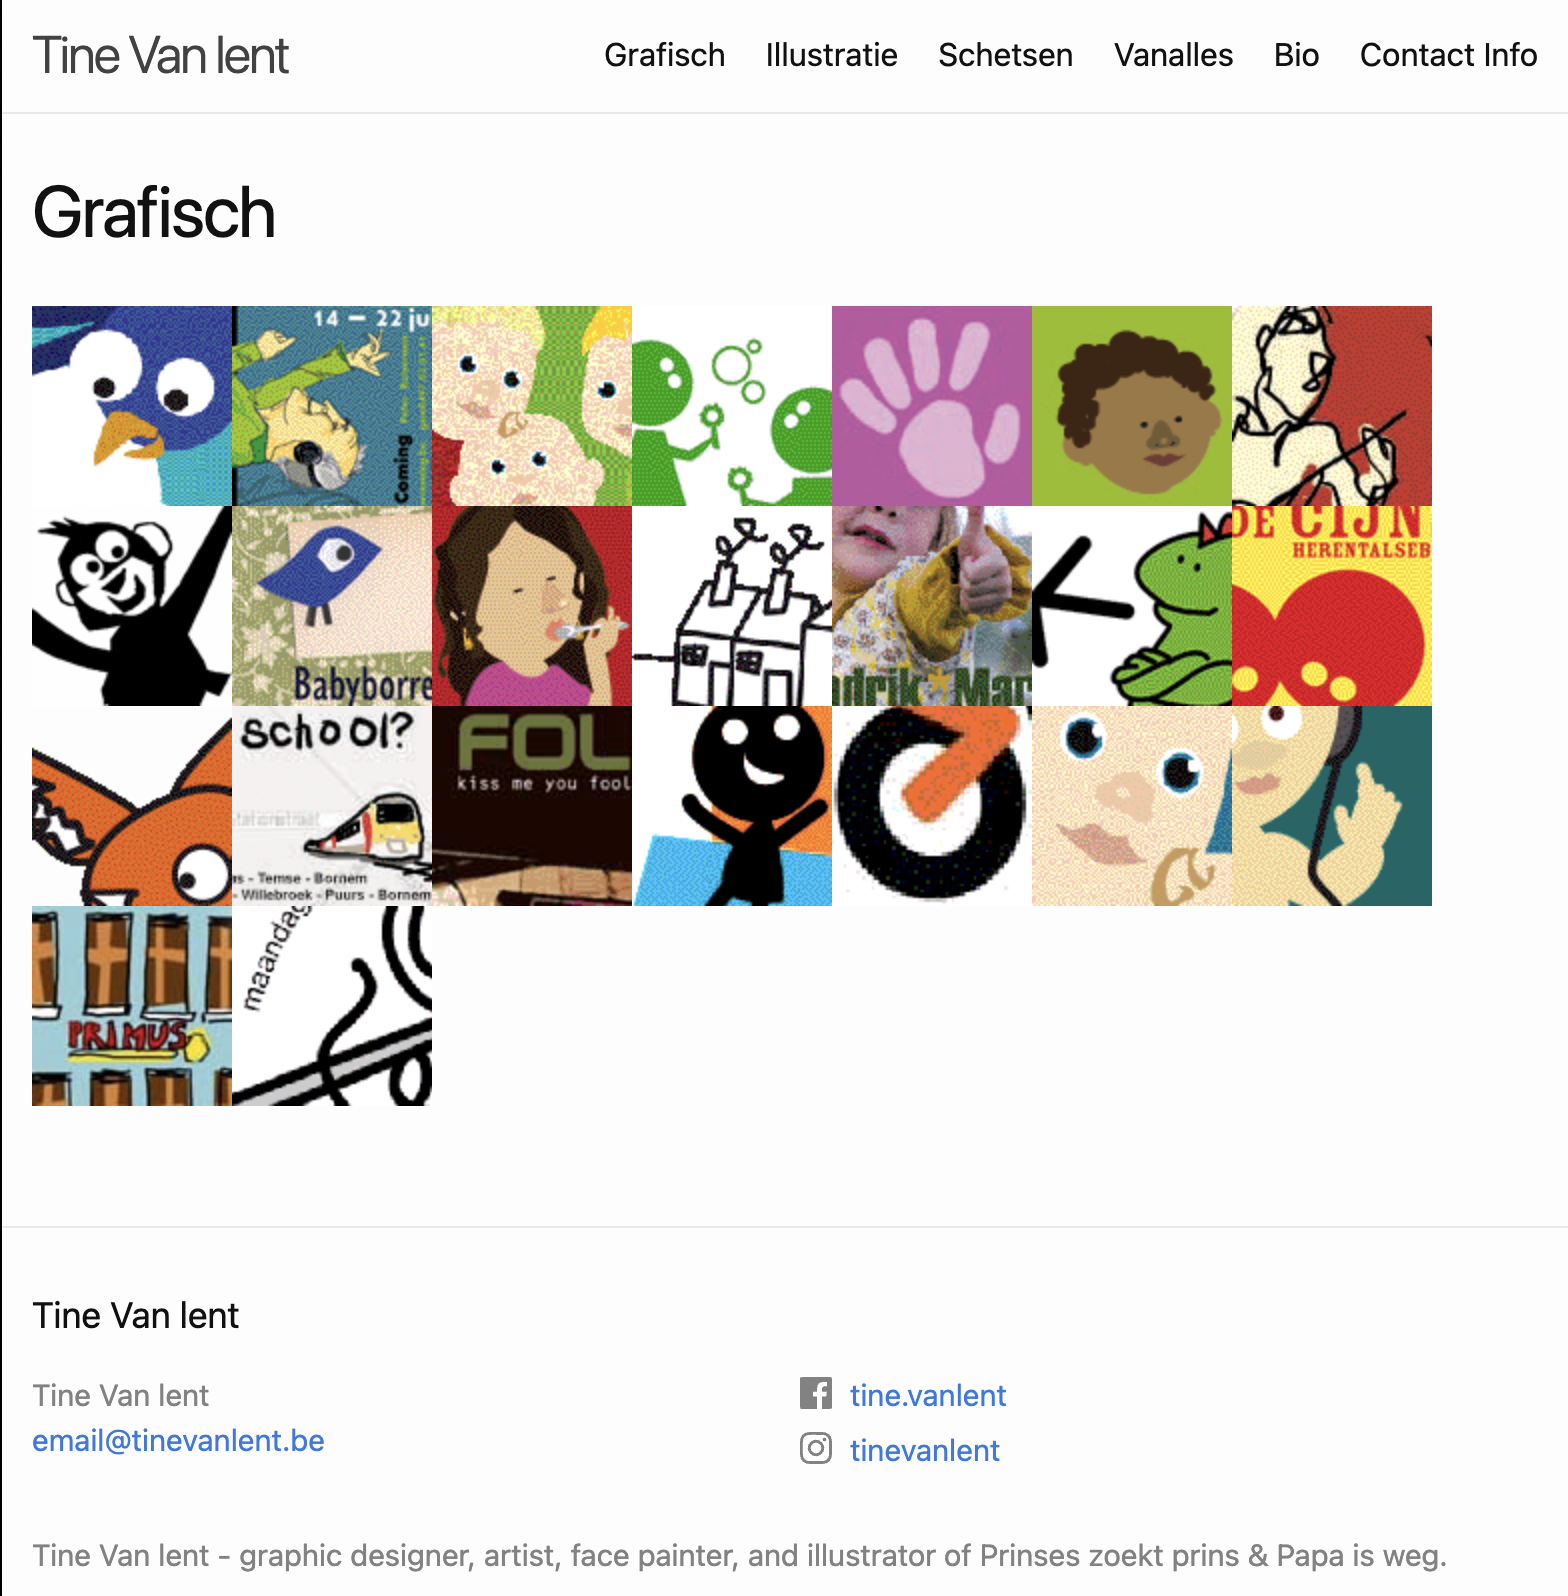 Tine Van lent
Grafisch Illustratie Schetsen Vanalles Bio Contact Info
Grafisch
14 – 22 ju
Coming
Babyborre
drik*Mar
K
DE CIJN
HERENTALSEB
school?
Stationstraat
s - Temse - Bornem
- Willebroek - Puurs - Bornem
FOL
kiss me you fool
PRIMUS
maandag
Tine Van lent
Tine Van lent
email@tinevanlent.be
tine.vanlent
tinevanlent
Tine Van lent - graphic designer, artist, face painter, and illustrator of Prinses zoekt prins & Papa is weg.